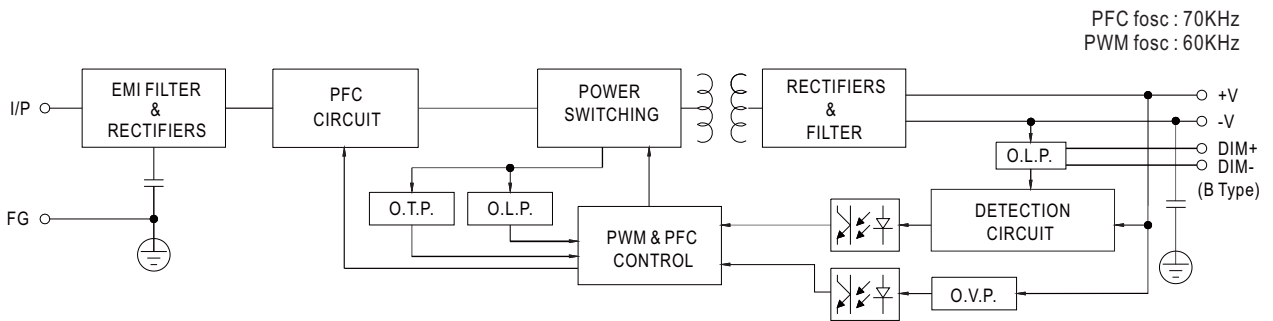 PFC fosc : 70KHz
PWM fosc : 60KHz
I/P
EMI FILTER
&
RECTIFIERS
PFC
CIRCUIT
POWER
SWITCHING
RECTIFIERS
&
FILTER
+V
-V
DIM+
DIM-
(B Type)
O.L.P.
FG
O.T.P.
O.L.P.
PWM & PFC
CONTROL
DETECTION
CIRCUIT
O.V.P.